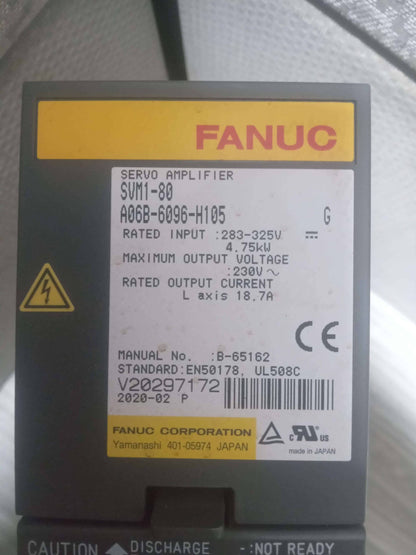 FANUC
SERVO AMPLIFIER
SVM1-80
A06B-6096-H105 G
RATED INPUT :283-325V ⎓
4.75kW
MAXIMUM OUTPUT VOLTAGE
:230V ~
RATED OUTPUT CURRENT
L axis 18.7A
CE
MANUAL No. :B-65162
STANDARD:EN50178, UL508C
V20297172
2020-02 P
FANUC CORPORATION
Yamanashi 401-05974 JAPAN
c RU US
made in JAPAN
CAUTION DISCHARGE -:NOT READY